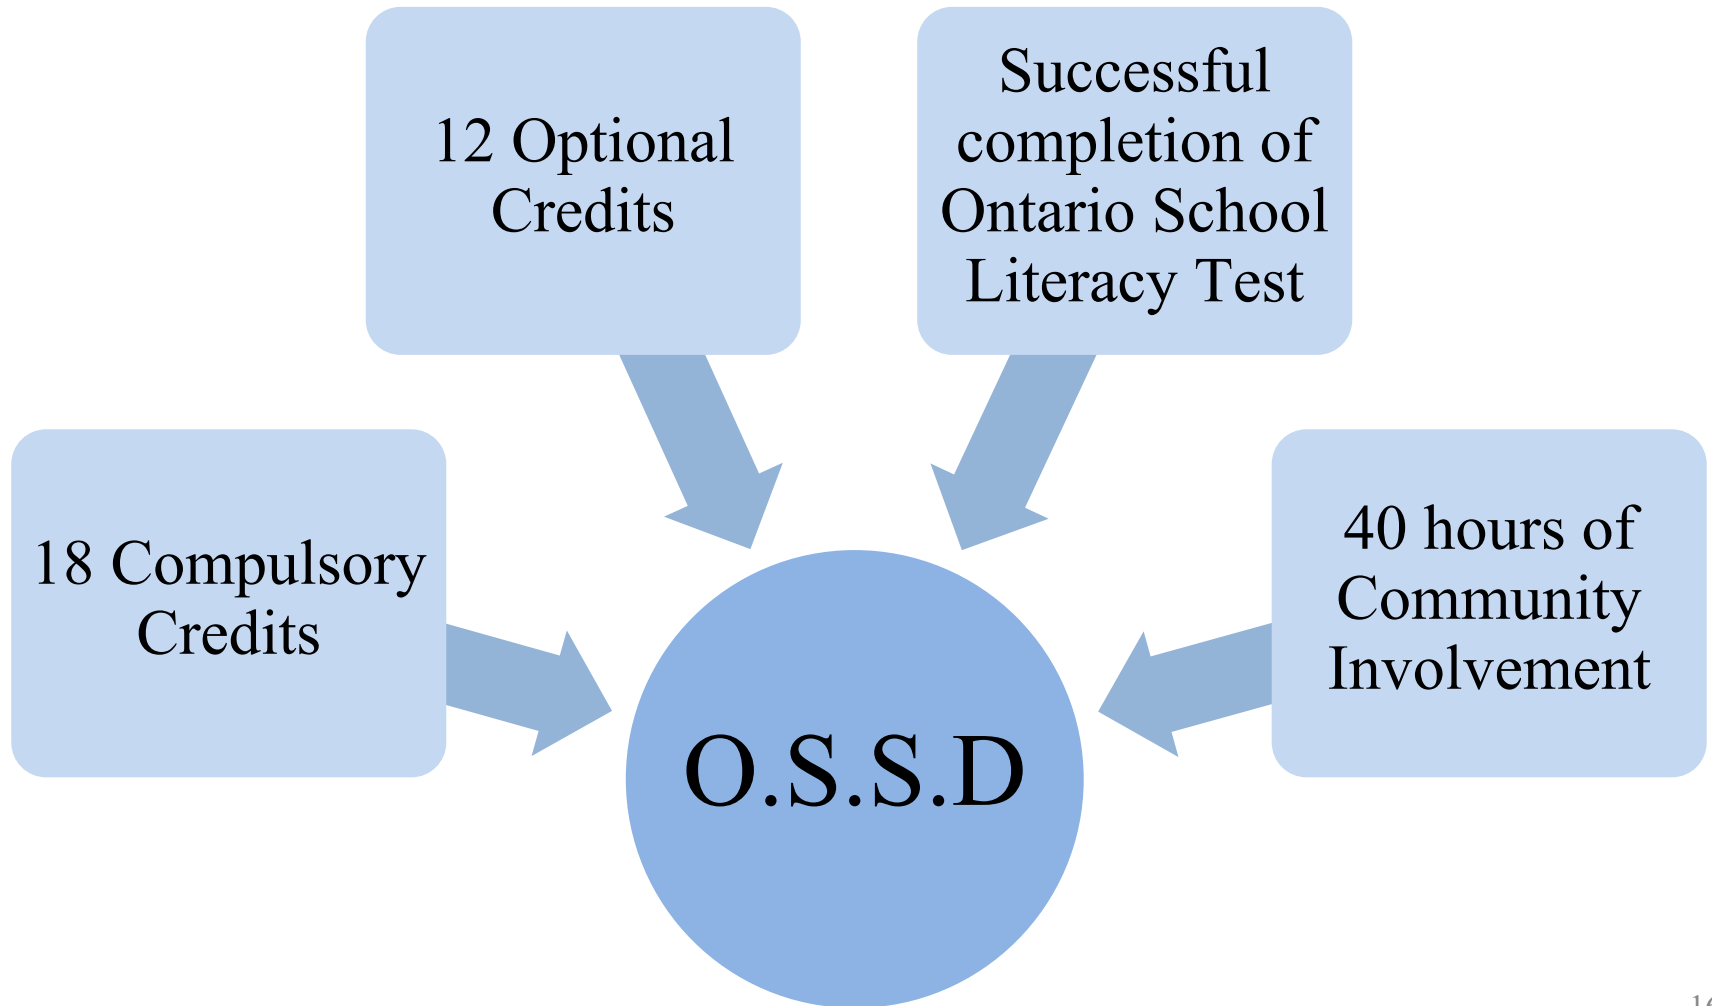 12 Optional
Credits
Successful
completion of
Ontario School
Literacy Test
18 Compulsory
Credits
40 hours of
Community
Involvement
O.S.S.D